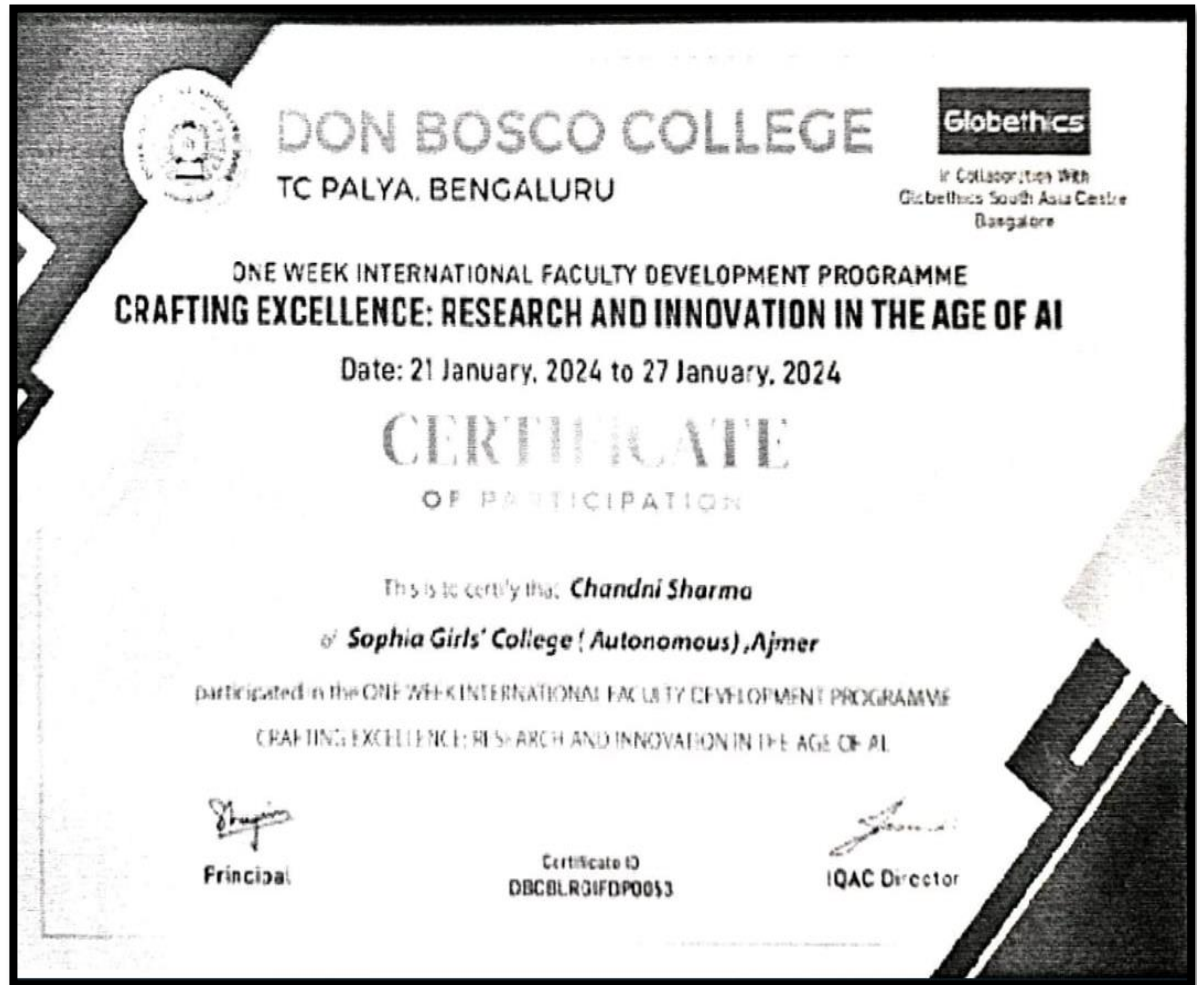 DON BOSCO COLLEGE
TC PALYA, BENGALURU
Globethics
In Collaboration With
Globethics South Asia Centre
Bangalore
ONE WEEK INTERNATIONAL FACULTY DEVELOPMENT PROGRAMME
CRAFTING EXCELLENCE: RESEARCH AND INNOVATION IN THE AGE OF AI
Date: 21 January, 2024 to 27 January, 2024
CERTIFICATE
OF PARTICIPATION
This is to certify that Chandni Sharma
of Sophia Girls' College (Autonomous) ,Ajmer
participated in the ONE WEEK INTERNATIONAL FACULTY DEVELOPMENT PROGRAMME
CRAFTING EXCELLENCE: RESEARCH AND INNOVATION IN THE AGE OF AI.
Principal
Certificate ID
IQAC Director